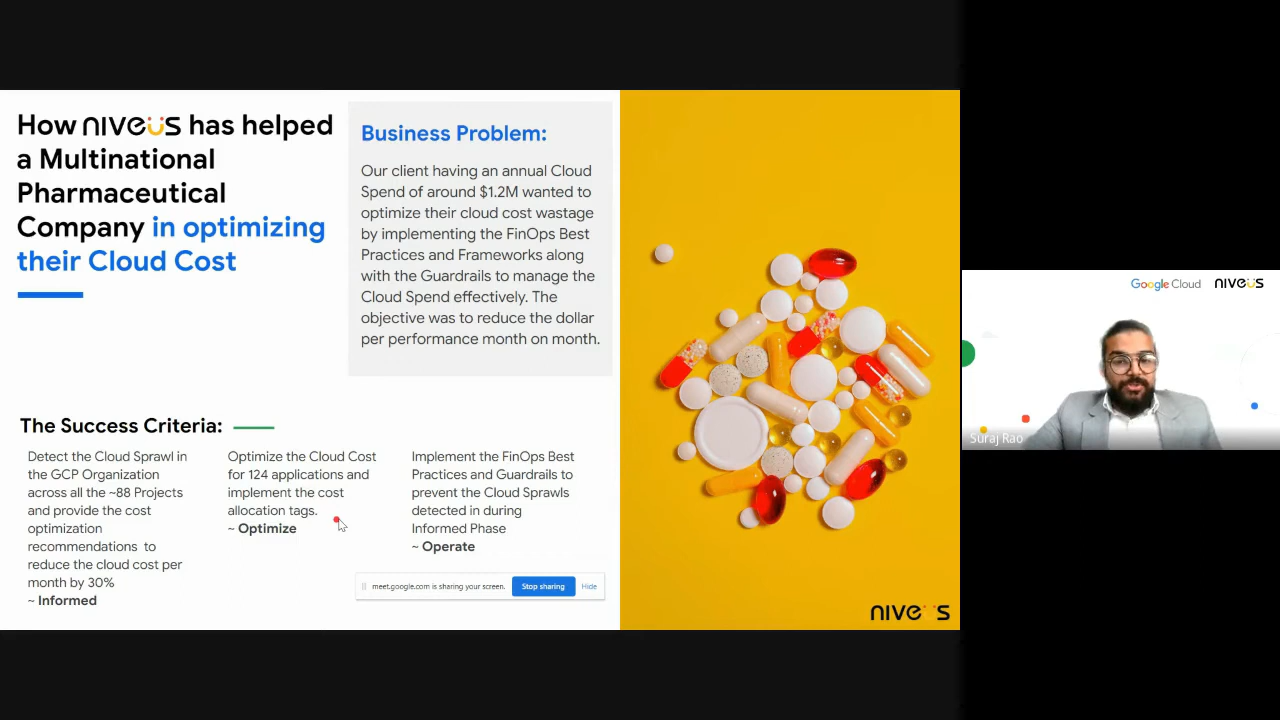 How NIVEUS has helped
a Multinational
Pharmaceutical
Company in optimizing
their Cloud Cost
Business Problem:
Our client having an annual Cloud
Spend of around $1.2M wanted to
optimize their cloud cost wastage
by implementing the FinOps Best
Practices and Frameworks along
with the Guardrails to manage the
Cloud Spend effectively. The
objective was to reduce the dollar
per performance month on month.
The Success Criteria:
Detect the Cloud Sprawl in
the GCP Organization
across all the ~88 Projects
and provide the cost
optimization
recommendations to
reduce the cloud cost per
month by 30%
~ Informed
Optimize the Cloud Cost
for 124 applications and
implement the cost
allocation tags.
~ Optimize
Implement the FinOps Best
Practices and Guardrails to
prevent the Cloud Sprawls
detected in during
Informed Phase
~ Operate
meet.google.com is sharing your screen. Stop sharing Hide
NIVEUS
Google Cloud NIVEUS
Suraj Rao